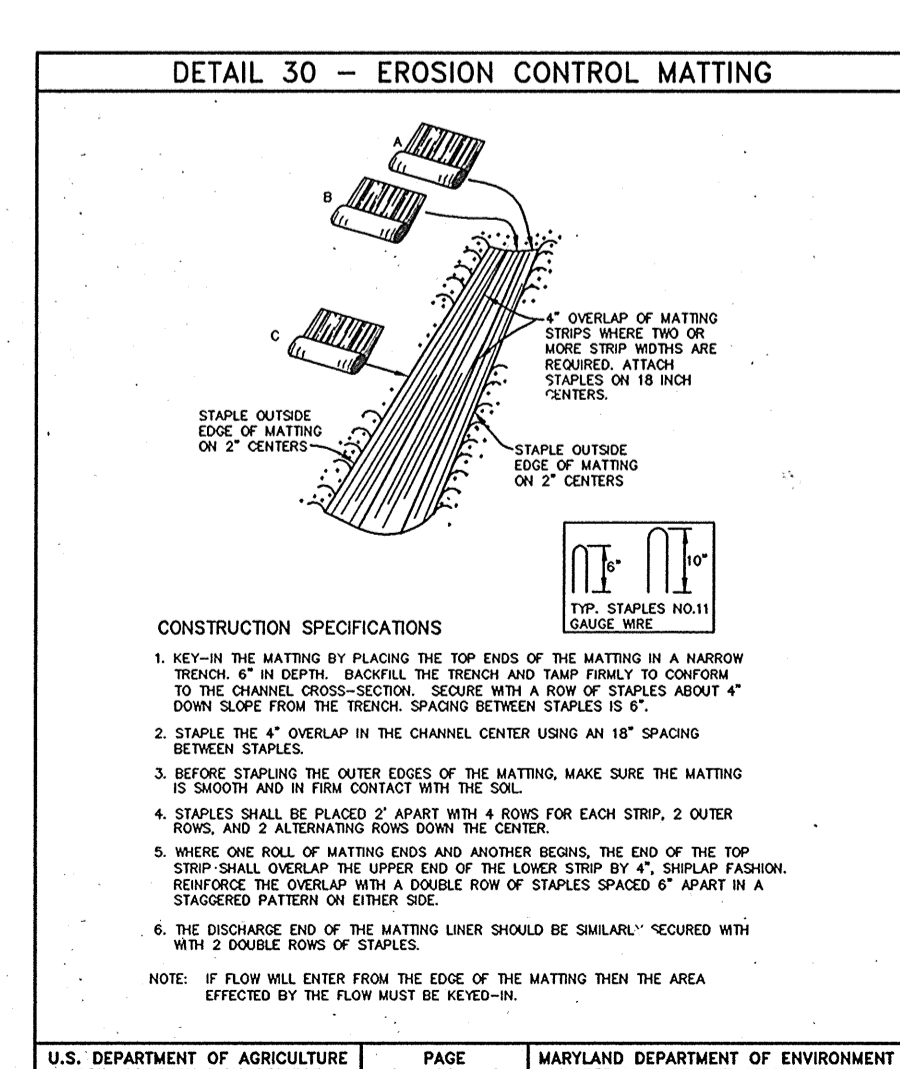 DETAIL 30 – EROSION CONTROL MATTING
A
B
C
4" OVERLAP OF MATTING
STRIPS WHERE TWO OR
MORE STRIP WIDTHS ARE
REQUIRED. ATTACH
STAPLES ON 18 INCH
CENTERS.
STAPLE OUTSIDE
EDGE OF MATTING
ON 2" CENTERS
STAPLE OUTSIDE
EDGE OF MATTING
ON 2" CENTERS
6"
10"
TYP. STAPLES NO.11
GAUGE WIRE
CONSTRUCTION SPECIFICATIONS
1. KEY-IN THE MATTING BY PLACING THE TOP ENDS OF THE MATTING IN A NARROW
TRENCH. 6" IN DEPTH. BACKFILL THE TRENCH AND TAMP FIRMLY TO CONFORM
TO THE CHANNEL CROSS-SECTION. SECURE WITH A ROW OF STAPLES ABOUT 4"
DOWN SLOPE FROM THE TRENCH. SPACING BETWEEN STAPLES IS 6".
2. STAPLE THE 4" OVERLAP IN THE CHANNEL CENTER USING AN 18" SPACING
BETWEEN STAPLES.
3. BEFORE STAPLING THE OUTER EDGES OF THE MATTING, MAKE SURE THE MATTING
IS SMOOTH AND IN FIRM CONTACT WITH THE SOIL.
4. STAPLES SHALL BE PLACED 2' APART WITH 4 ROWS FOR EACH STRIP, 2 OUTER
ROWS, AND 2 ALTERNATING ROWS DOWN THE CENTER.
5. WHERE ONE ROLL OF MATTING ENDS AND ANOTHER BEGINS, THE END OF THE TOP
STRIP SHALL OVERLAP THE UPPER END OF THE LOWER STRIP BY 4", SHIPLAP FASHION.
REINFORCE THE OVERLAP WITH A DOUBLE ROW OF STAPLES SPACED 6" APART IN A
STAGGERED PATTERN ON EITHER SIDE.
6. THE DISCHARGE END OF THE MATTING LINER SHOULD BE SIMILARLY SECURED WITH
WITH 2 DOUBLE ROWS OF STAPLES.
NOTE: IF FLOW WILL ENTER FROM THE EDGE OF THE MATTING THEN THE AREA
EFFECTED BY THE FLOW MUST BE KEYED-IN.
U.S. DEPARTMENT OF AGRICULTURE PAGE MARYLAND DEPARTMENT OF ENVIRONMENT